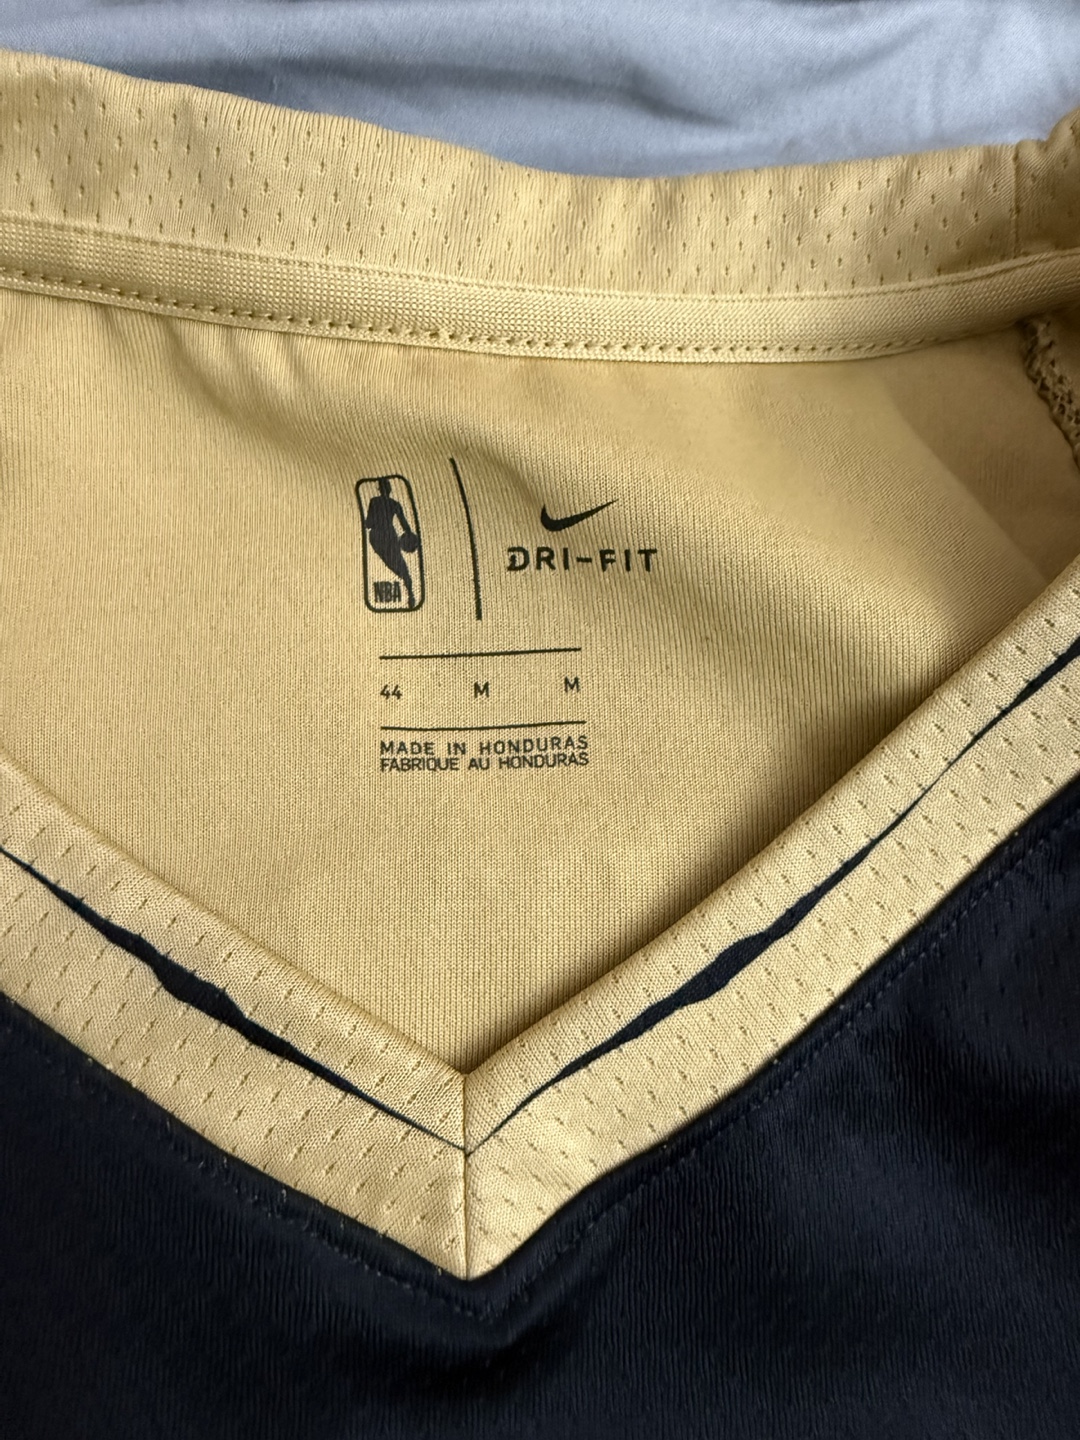 NBA
DRI-FIT
44 M M
MADE IN HONDURAS
FABRIQUE AU HONDURAS